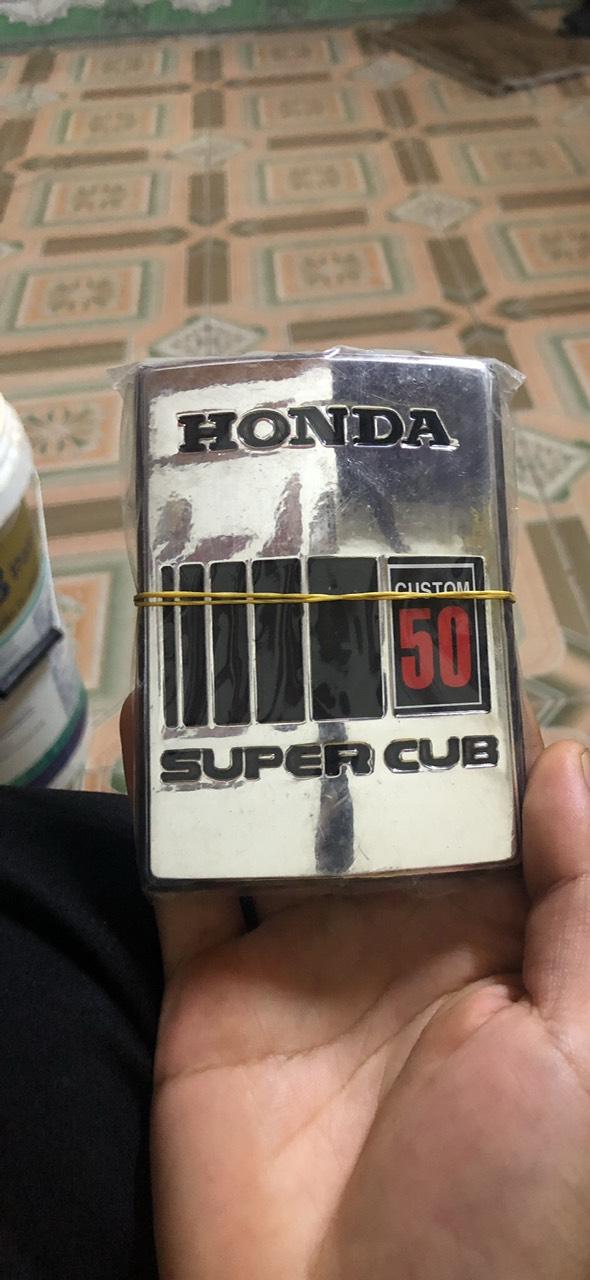 HONDA
CUSTOM
50
SUPER CUB